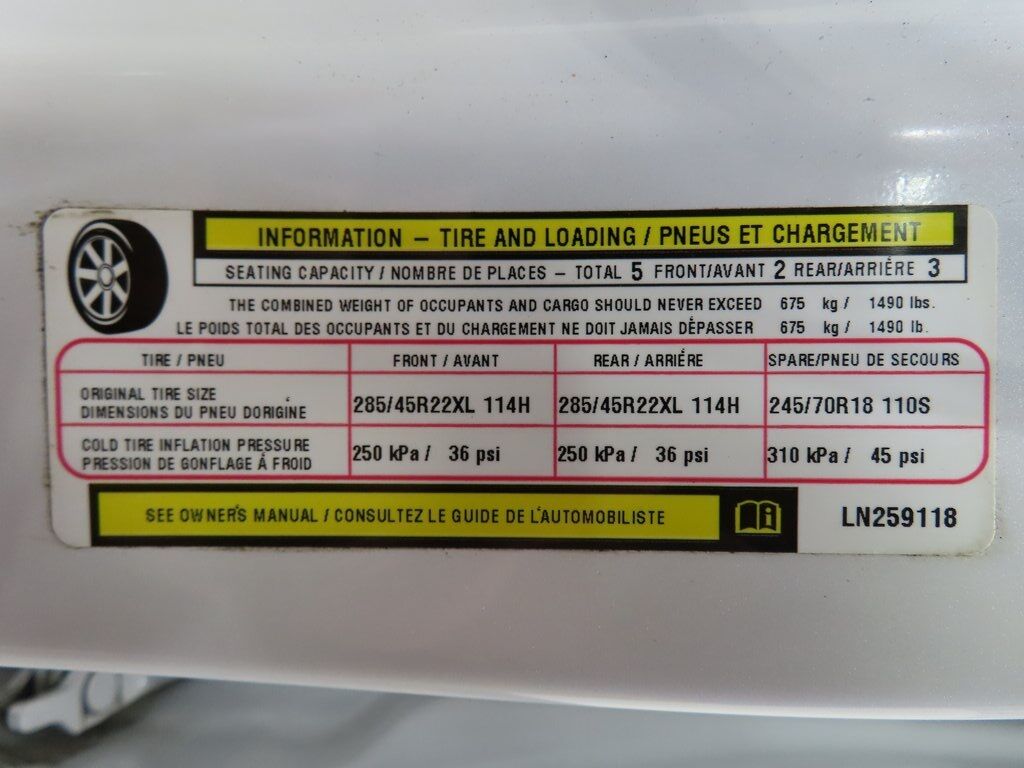 INFORMATION – TIRE AND LOADING / PNEUS ET CHARGEMENT
SEATING CAPACITY / NOMBRE DE PLACES – TOTAL 5 FRONT/AVANT 2 REAR/ARRIÈRE 3
THE COMBINED WEIGHT OF OCCUPANTS AND CARGO SHOULD NEVER EXCEED 675 kg / 1490 lbs.
LE POIDS TOTAL DES OCCUPANTS ET DU CHARGEMENT NE DOIT JAMAIS DÉPASSER 675 kg / 1490 lb.
TIRE / PNEU FRONT / AVANT REAR / ARRIÉRE SPARE/PNEU DE SECOURS
ORIGINAL TIRE SIZE
DIMENSIONS DU PNEU D'ORIGINE 285/45R22XL 114H 285/45R22XL 114H 245/70R18 110S
COLD TIRE INFLATION PRESSURE
PRESSION DE GONFLAGE À FROID 250 kPa / 36 psi 250 kPa / 36 psi 310 kPa / 45 psi
SEE OWNER'S MANUAL / CONSULTEZ LE GUIDE DE L'AUTOMOBILISTE
LN259118